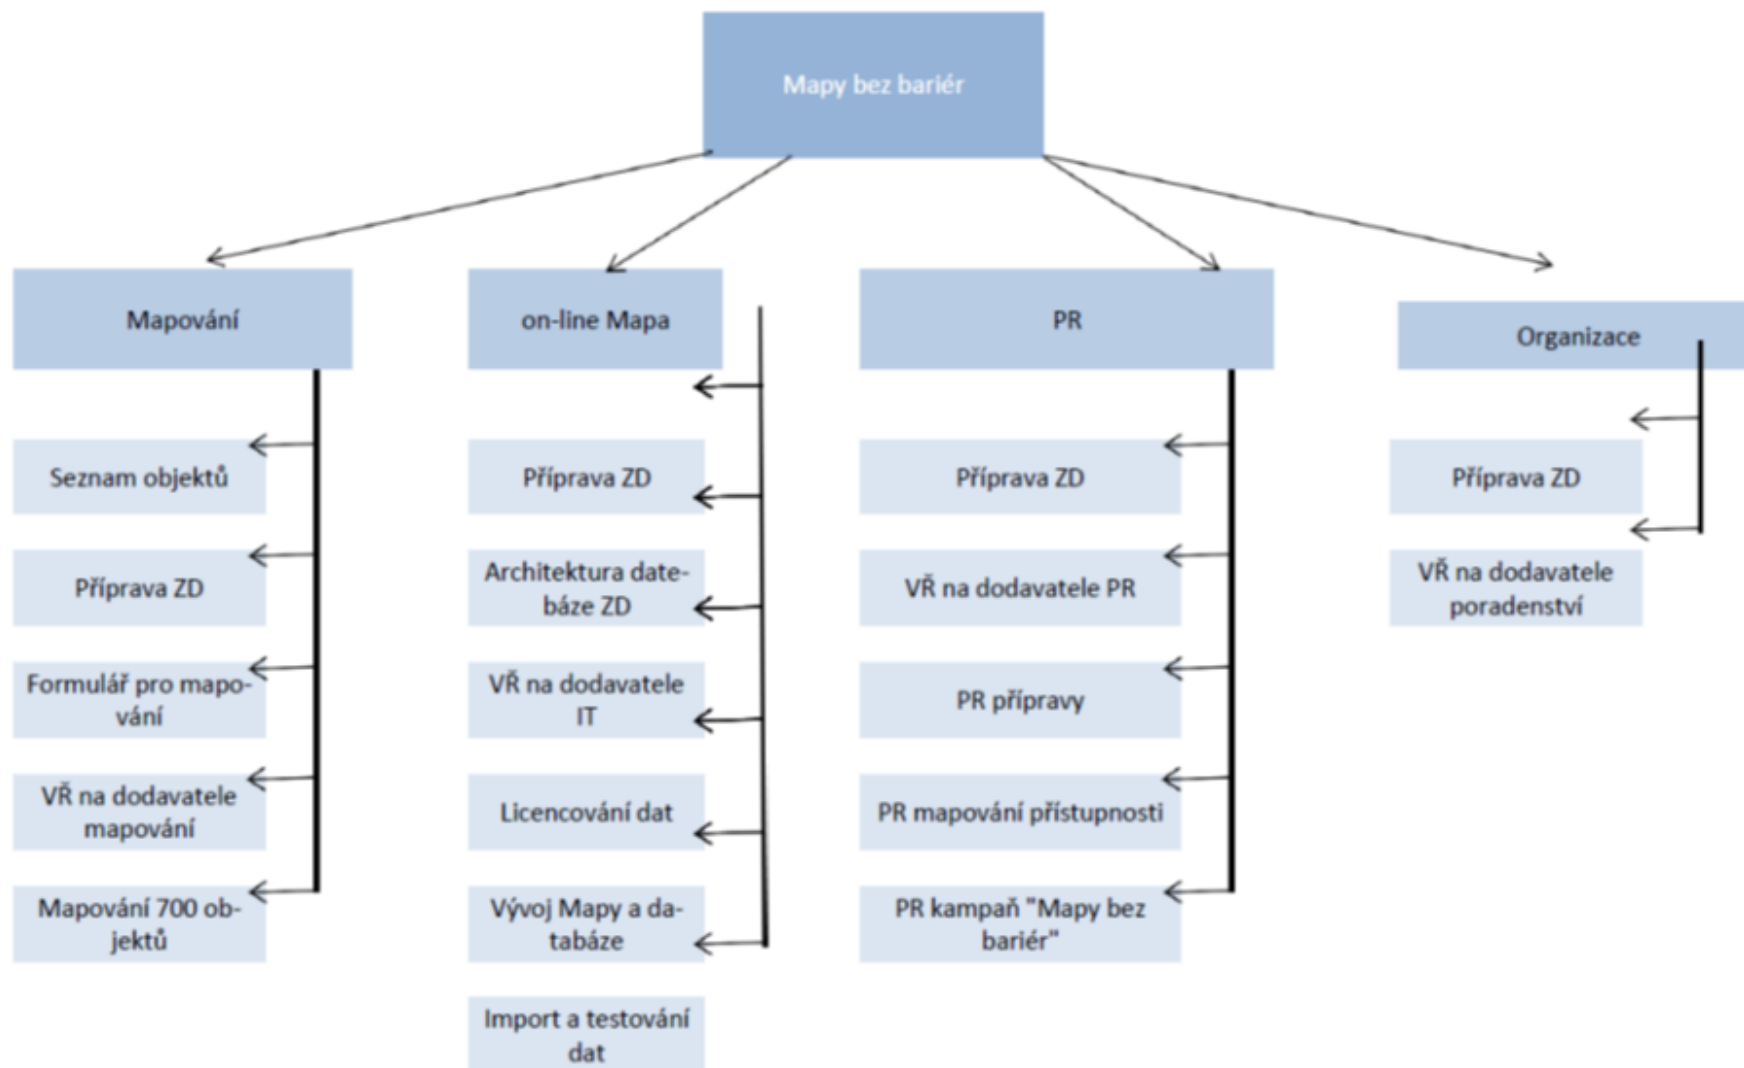 Mapy bez bariér
Mapování
on-line Mapa
PR
Organizace
Seznam objektů
Příprava ZD
Formulář pro mapo-
vání
VŘ na dodavatele
mapování
Mapování 700 ob-
jektů
Příprava ZD
Architektura date-
báze ZD
VŘ na dodavatele
IT
Licencování dat
Vývoj Mapy a da-
tabáze
Import a testování
dat
Příprava ZD
VŘ na dodavatele PR
PR přípravy
PR mapování přístupnosti
PR kampaň "Mapy bez
bariér"
Příprava ZD
VŘ na dodavatele
poradenství